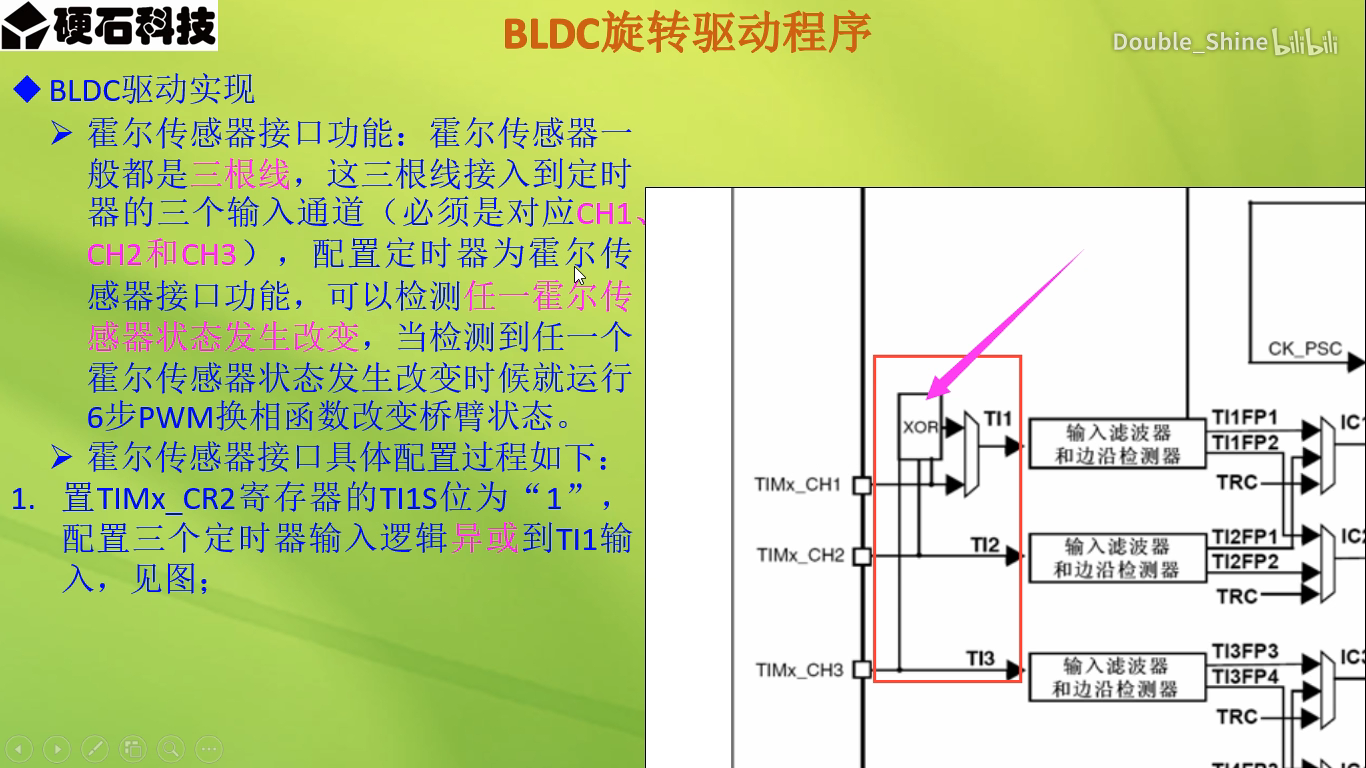 硬石科技
BLDC旋转驱动程序
Double_Shine bilibili
BLDC驱动实现
霍尔传感器接口功能：霍尔传感器一
般都是三根线，这三根线接入到定时
器的三个输入通道（必须是对应CH1、
CH2和CH3），配置定时器为霍尔传
感器接口功能，可以检测任一霍尔传
感器状态发生改变，当检测到任一个
霍尔传感器状态发生改变时候就运行
6步PWM换相函数改变桥臂状态。
霍尔传感器接口具体配置过程如下：
1. 置TIMx_CR2寄存器的TI1S位为“1”，
配置三个定时器输入逻辑异或到TI1输
入，见图；
CK_PSC
XOR
TI1
TIMx_CH1
输入滤波器
和边沿检测器
TI1FP1
TI1FP2
TRC
IC1
TIMx_CH2
TI2
输入滤波器
和边沿检测器
TI2FP1
TI2FP2
TRC
IC2
TIMx_CH3
TI3
输入滤波器
和边沿检测器
TI3FP3
TI3FP4
TRC
IC3